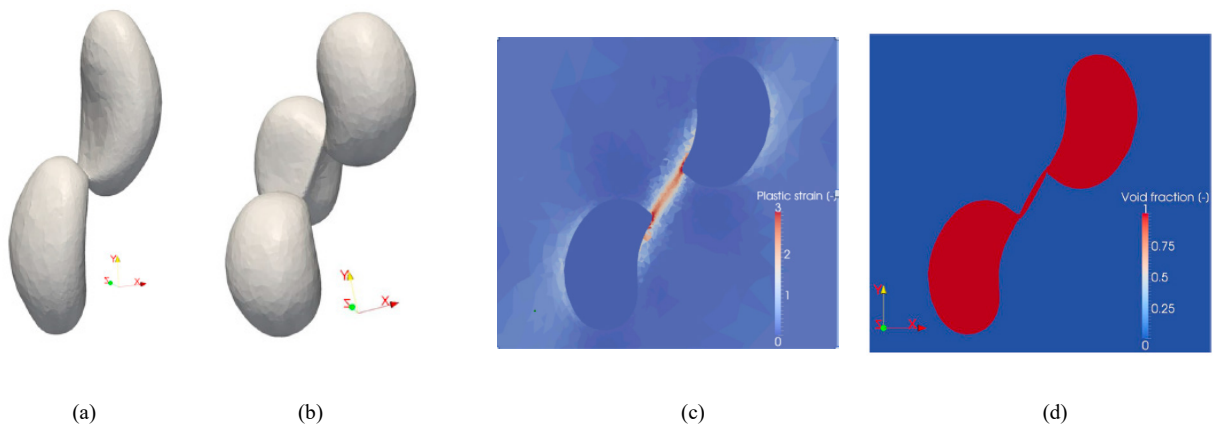 Y
Z
X
Y
Z
X
Plastic strain (-)
3
2
1
0
Void fraction (-)
1
0.75
0.5
0.25
0
Y
Z
X
(a)
(b)
(c)
(d)